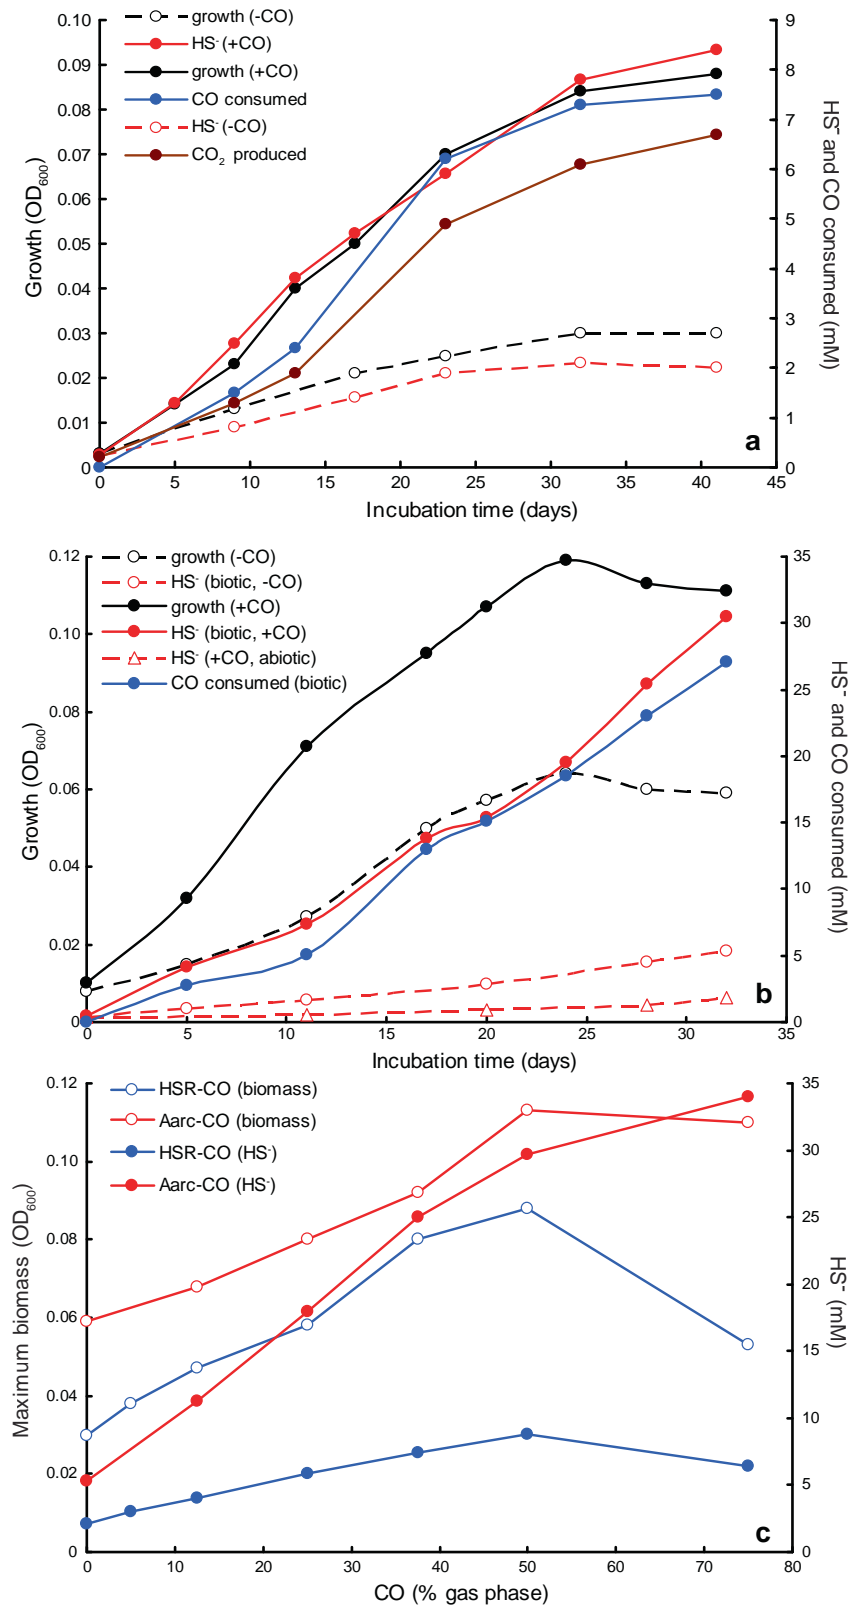 growth (-CO)
HS⁻ (+CO)
growth (+CO)
CO consumed
HS⁻ (-CO)
CO₂ produced
0.10
0.09
0.08
0.07
0.06
0.05
0.04
0.03
0.02
0.01
0
Growth (OD₆₀₀)
9
8
7
6
5
4
3
2
1
0
HS⁻ and CO consumed (mM)
a
0 5 10 15 20 25 30 35 40 45
Incubation time (days)
growth (-CO)
HS⁻ (biotic, -CO)
growth (+CO)
HS⁻ (biotic, +CO)
HS⁻ (+CO, abiotic)
CO consumed (biotic)
0.12
0.10
0.08
0.06
0.04
0.02
0
Growth (OD₆₀₀)
35
30
25
20
15
10
5
0
HS⁻ and CO consumed (mM)
b
0 5 10 15 20 25 30 35
Incubation time (days)
HSR-CO (biomass)
Aarc-CO (biomass)
HSR-CO (HS⁻)
Aarc-CO (HS⁻)
0.12
0.10
0.08
0.06
0.04
0.02
0
Maximum biomass (OD₆₀₀)
35
30
25
20
15
10
5
0
HS⁻ (mM)
c
0 10 20 30 40 50 60 70 80
CO (% gas phase)